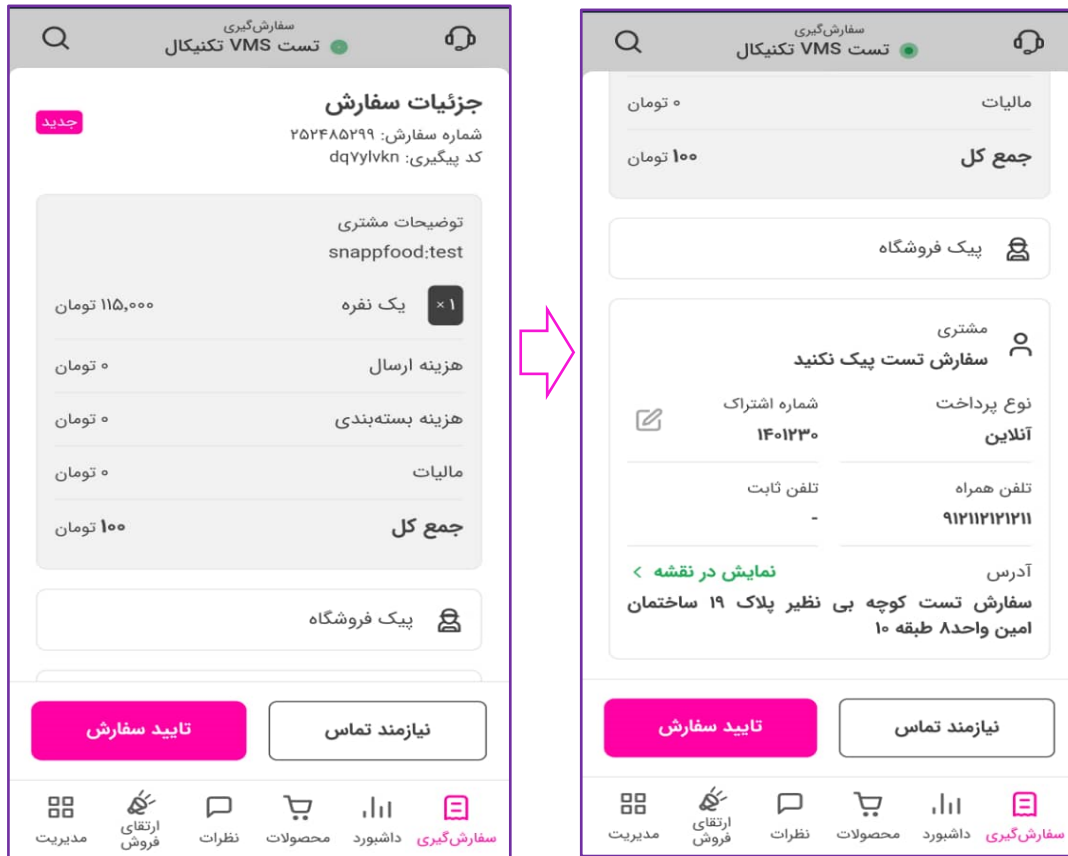 سفارش‌گیری
تست VMS تکنیکال
جزئیات سفارش
جدید
شماره سفارش: ۲۵۲۴۸۵۲۹۹
کد پیگیری: dq۷ylvkn
توضیحات مشتری
snappfood:test
۱ × یک نفره ۱۱۵,۰۰۰ تومان
هزینه ارسال ۰ تومان
هزینه بسته‌بندی ۰ تومان
مالیات ۰ تومان
جمع کل ۱۰۰ تومان
پیک فروشگاه
نیازمند تماس تایید سفارش
سفارش‌گیری داشبورد محصولات نظرات ارتقای فروش مدیریت
سفارش‌گیری
تست VMS تکنیکال
مالیات ۰ تومان
جمع کل ۱۰۰ تومان
پیک فروشگاه
مشتری
سفارش تست پیک نکنید
نوع پرداخت شماره اشتراک
آنلاین ۱۴۰۱۲۳۰
تلفن همراه تلفن ثابت
۹۱۲۱۱۲۱۲۱۲۱۱ -
آدرس نمایش در نقشه >
سفارش تست کوچه بی نظیر پلاک ۱۹ ساختمان
امین واحد۸ طبقه ۱۰
نیازمند تماس تایید سفارش
سفارش‌گیری داشبورد محصولات نظرات ارتقای فروش مدیریت